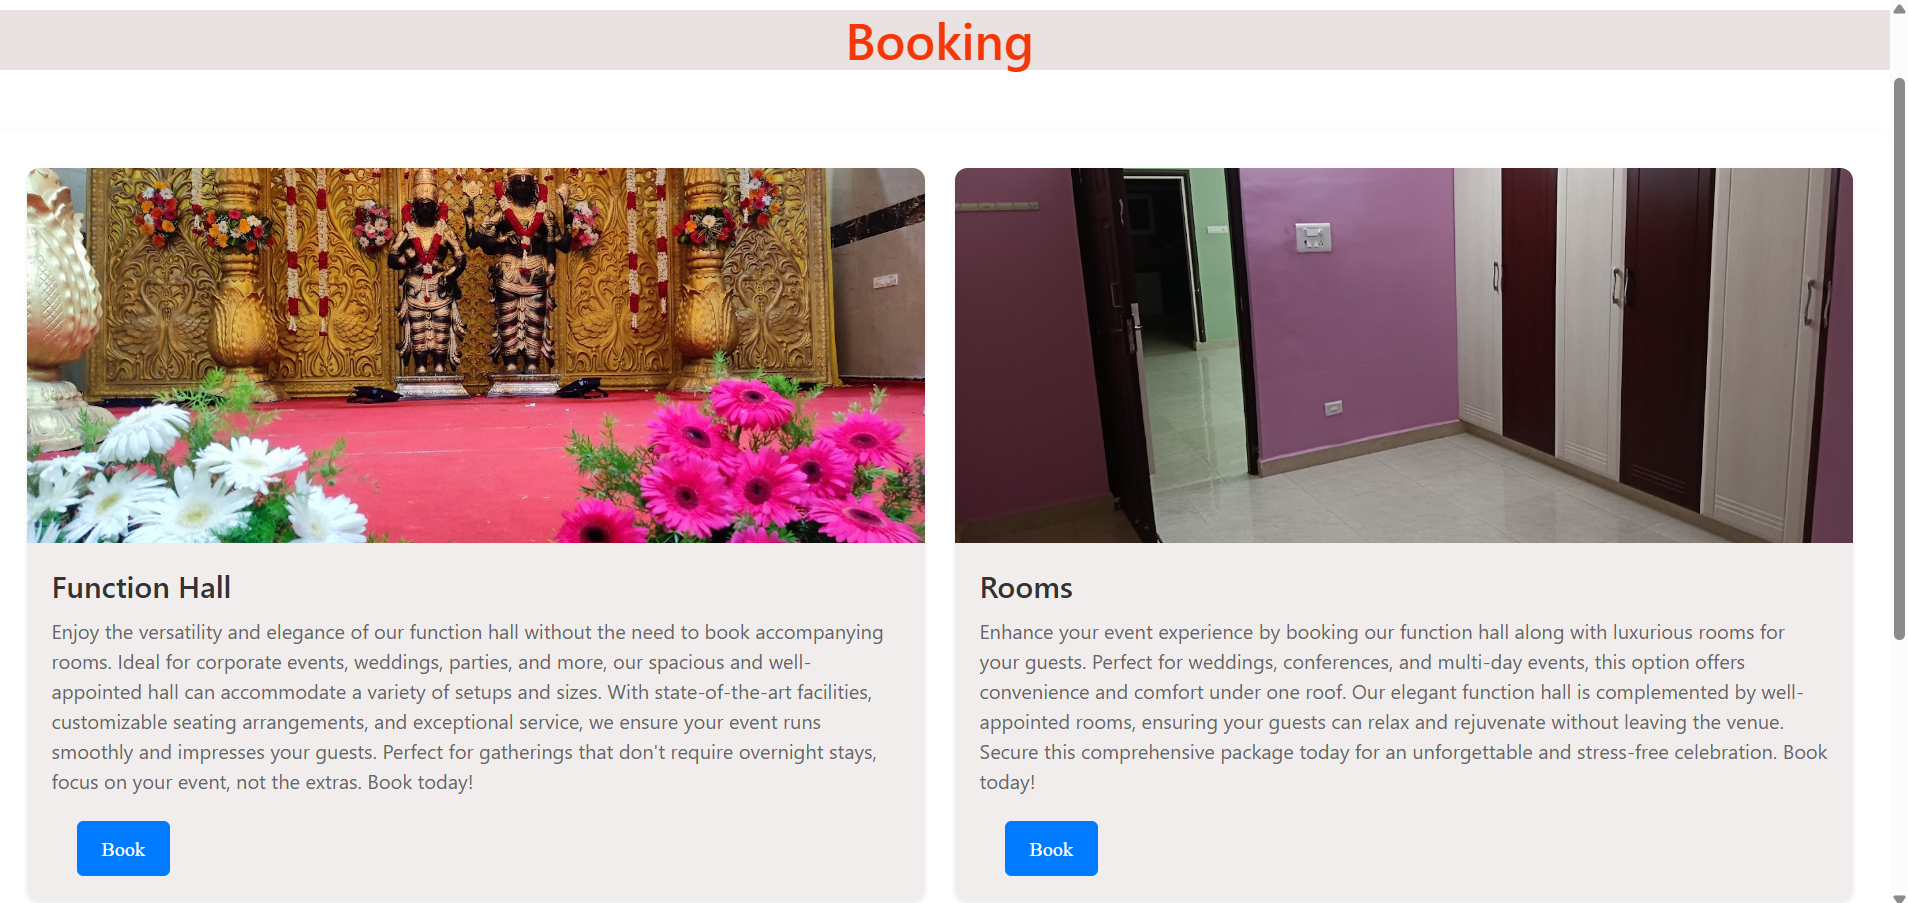 Booking
Function Hall
Enjoy the versatility and elegance of our function hall without the need to book accompanying
rooms. Ideal for corporate events, weddings, parties, and more, our spacious and well-
appointed hall can accommodate a variety of setups and sizes. With state-of-the-art facilities,
customizable seating arrangements, and exceptional service, we ensure your event runs
smoothly and impresses your guests. Perfect for gatherings that don't require overnight stays,
focus on your event, not the extras. Book today!
Book
Rooms
Enhance your event experience by booking our function hall along with luxurious rooms for
your guests. Perfect for weddings, conferences, and multi-day events, this option offers
convenience and comfort under one roof. Our elegant function hall is complemented by well-
appointed rooms, ensuring your guests can relax and rejuvenate without leaving the venue.
Secure this comprehensive package today for an unforgettable and stress-free celebration. Book
today!
Book